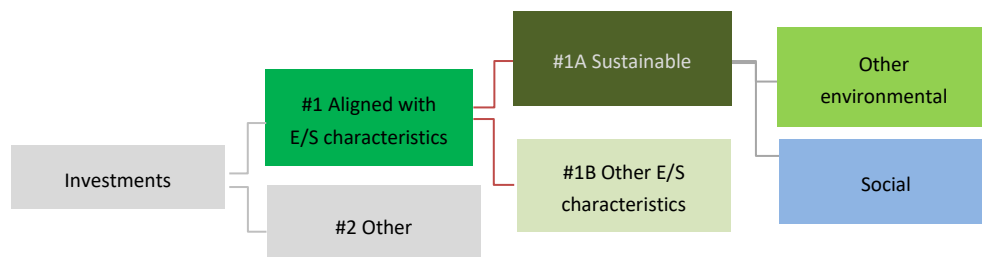 Investments
#1 Aligned with
E/S characteristics
#2 Other
#1A Sustainable
#1B Other E/S
characteristics
Other
environmental
Social